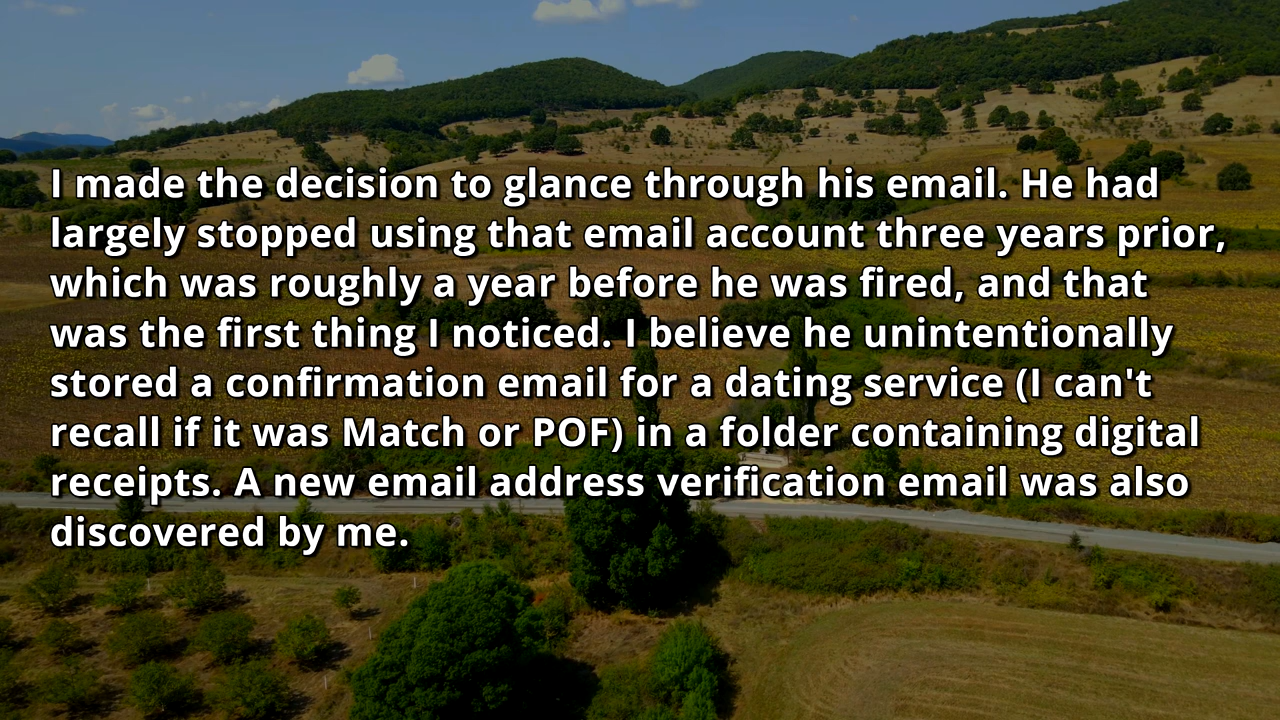 I made the decision to glance through his email. He had
largely stopped using that email account three years prior,
which was roughly a year before he was fired, and that
was the first thing I noticed. I believe he unintentionally
stored a confirmation email for a dating service (I can't
recall if it was Match or POF) in a folder containing digital
receipts. A new email address verification email was also
discovered by me.